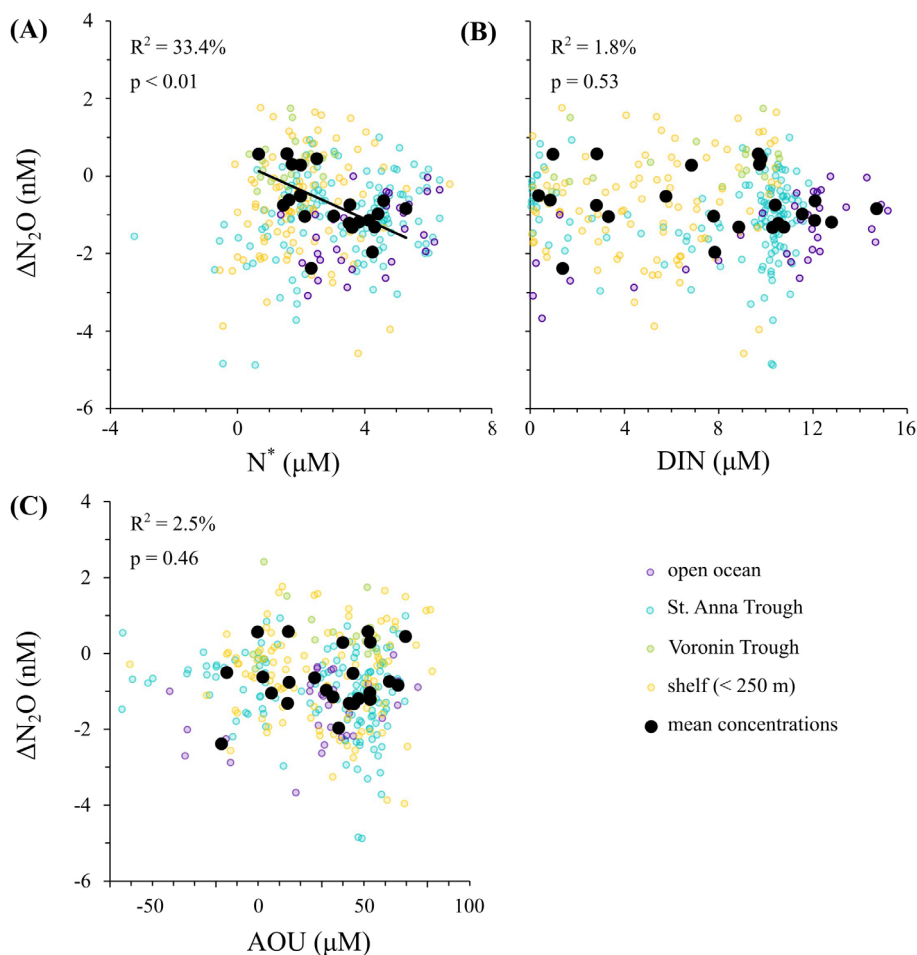 (A)
R² = 33.4%
p < 0.01
4
2
0
-2
-4
-6
-4
0
4
8
N* (μM)
ΔN₂O (nM)
(B)
R² = 1.8%
p = 0.53
0
4
8
12
16
DIN (μM)
(C)
R² = 2.5%
p = 0.46
4
2
0
-2
-4
-6
-50
0
50
100
AOU (μM)
ΔN₂O (nM)
open ocean
St. Anna Trough
Voronin Trough
shelf (< 250 m)
mean concentrations